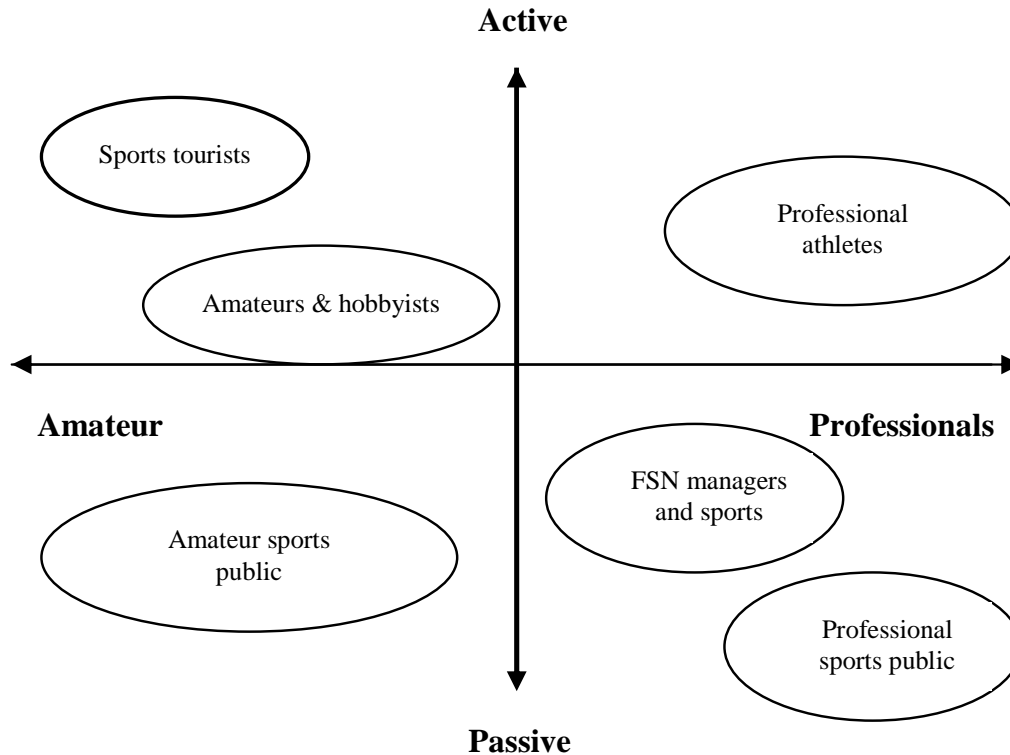 Active
Sports tourists
Professional
athletes
Amateurs & hobbyists
Amateur
Professionals
FSN managers
and sports
Amateur sports
public
Professional
sports public
Passive